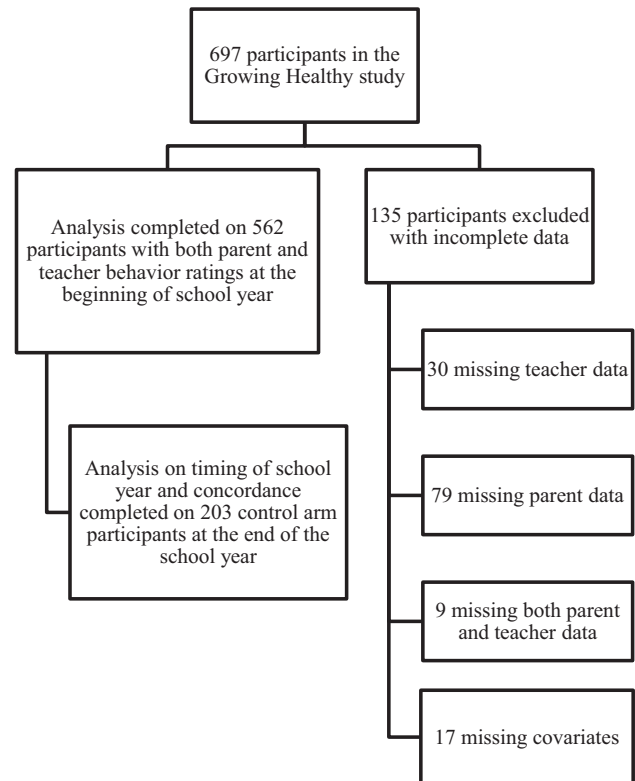 697 participants in the
Growing Healthy study
Analysis completed on 562
participants with both parent and
teacher behavior ratings at the
beginning of school year
135 participants excluded
with incomplete data
30 missing teacher data
Analysis on timing of school
year and concordance
completed on 203 control arm
participants at the end of the
school year
79 missing parent data
9 missing both parent
and teacher data
17 missing covariates